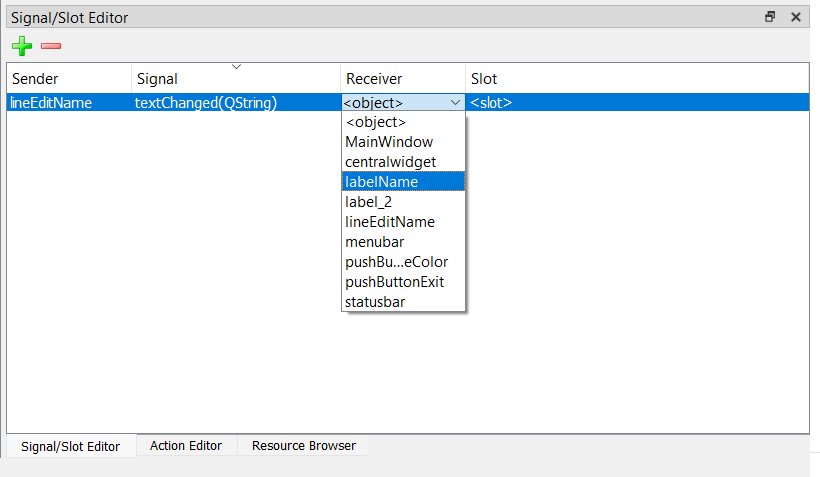 Signal/Slot Editor
Sender Signal Receiver Slot
lineEditName textChanged(QString) <object> <slot>
<object>
MainWindow
centralwidget
labelName
label_2
lineEditName
menubar
pushBu...eColor
pushButtonExit
statusbar
Signal/Slot Editor Action Editor Resource Browser